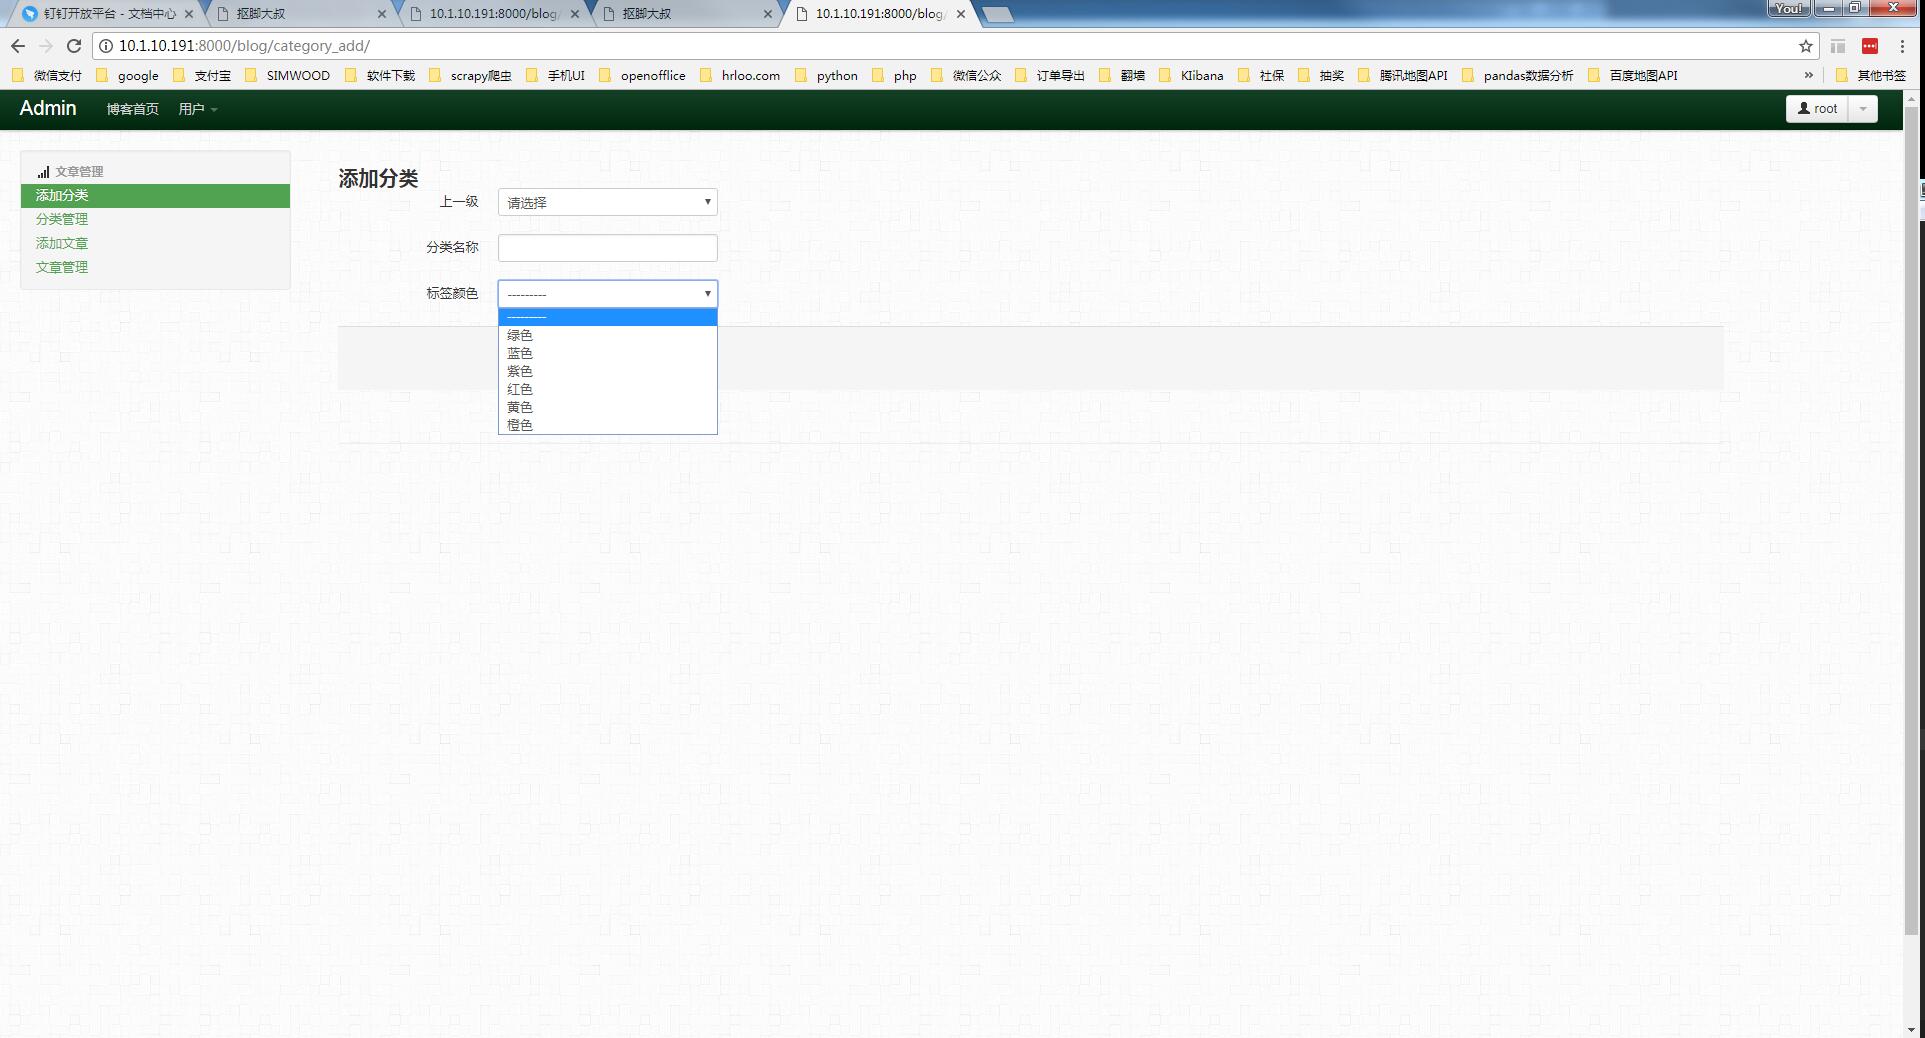 钉钉开放平台 - 文档中心
抠脚大叔
10.1.10.191:8000/blog/
抠脚大叔
10.1.10.191:8000/blog/
You!
10.1.10.191:8000/blog/category_add/
微信支付
google
支付宝
SIMWOOD
软件下载
scrapy爬虫
手机UI
openofflice
hrloo.com
python
php
微信公众
订单导出
翻墙
KIibana
社保
抽奖
腾讯地图API
pandas数据分析
百度地图API
»
其他书签
Admin
博客首页
用户
root
文章管理
添加分类
分类管理
添加文章
文章管理
添加分类
上一级
请选择
分类名称
标签颜色
---------
---------
绿色
蓝色
紫色
红色
黄色
橙色